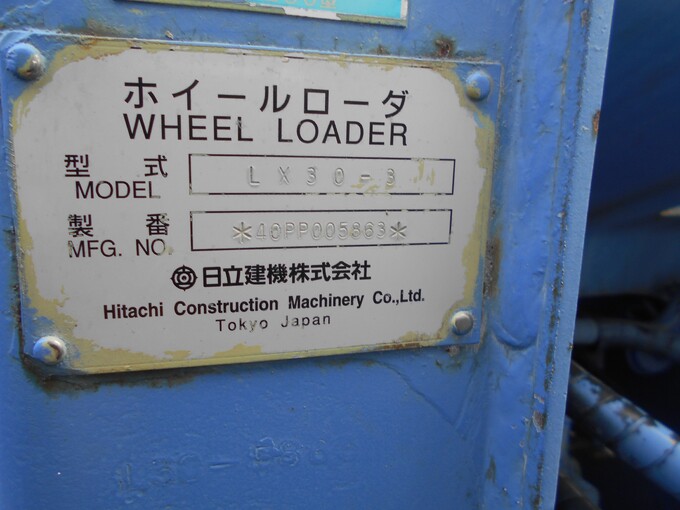 ホイールローダ
WHEEL LOADER
型式 LX30-3
MODEL
製番 *40PP005863*
MFG. NO.
日立建機株式会社
Hitachi Construction Machinery Co.,Ltd.
Tokyo Japan